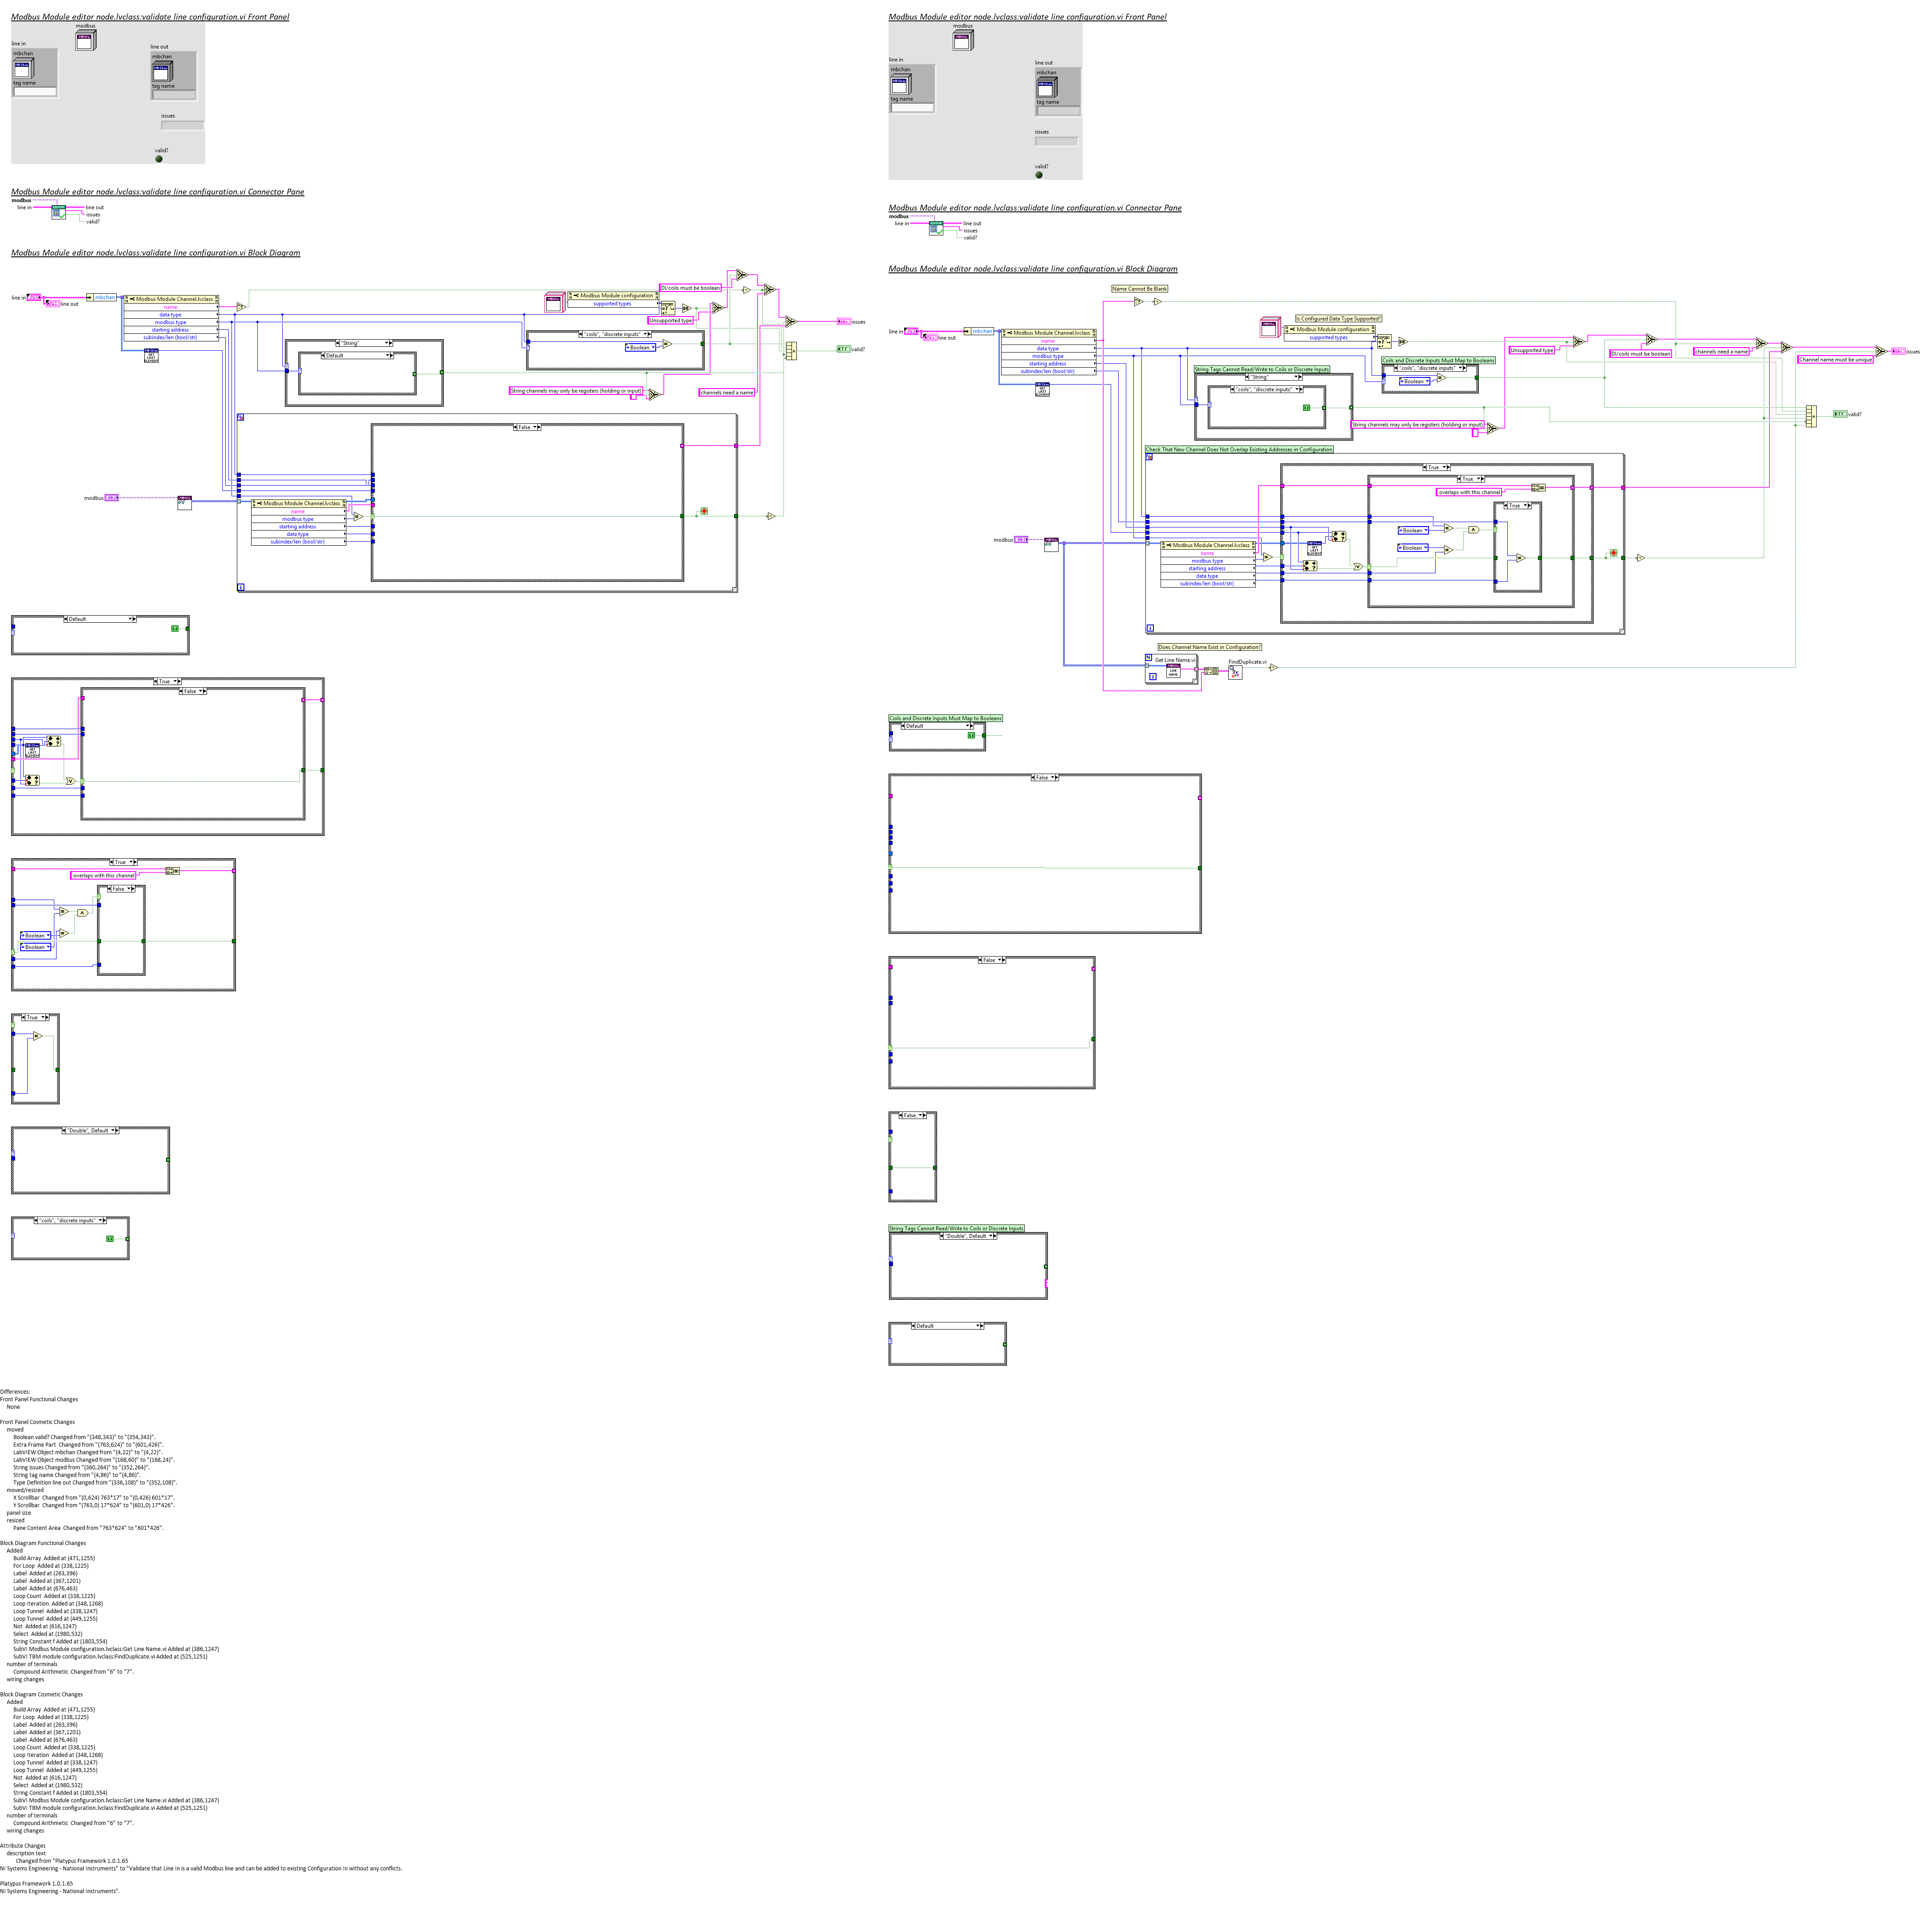 Modbus Module editor node.lvclass:validate line configuration.vi Front Panel
modbus
line in
line out
mbchan
mbchan
tag name
tag name
issues
valid?
Modbus Module editor node.lvclass:validate line configuration.vi Connector Pane
modbus
line in
line out
issues
valid?
Modbus Module editor node.lvclass:validate line configuration.vi Block Diagram
line in
line out
mbchan
Modbus Module Channel.lvclass
name
data type
modbus type
starting address
subindex/len (bool/str)
Modbus Module configuration
supported types
DI/coils must be boolean
Unsupported type
issues
valid?
"String"
Default
"coils", "discrete inputs"
Boolean
String channels may only be registers (holding or input)
channels need a name
False
modbus
Modbus Module Channel.lvclass
name
modbus type
starting address
data type
subindex/len (bool/str)
Default
True
False
True
overlaps with this channel
False
Boolean
Boolean
True
"Double", Default
"coils", "discrete inputs"
Modbus Module editor node.lvclass:validate line configuration.vi Front Panel
modbus
line in
line out
mbchan
mbchan
tag name
tag name
issues
valid?
Modbus Module editor node.lvclass:validate line configuration.vi Connector Pane
modbus
line in
line out
issues
valid?
Modbus Module editor node.lvclass:validate line configuration.vi Block Diagram
Name Cannot Be Blank
line in
line out
mbchan
Modbus Module Channel.lvclass
name
data type
modbus type
starting address
subindex/len (bool/str)
Is Configured Data Type Supported?
Modbus Module configuration
supported types
Unsupported type
DI/coils must be boolean
channels need a name
Channel name must be unique
issues
Coils and Discrete Inputs Must Map to Booleans
"coils", "discrete inputs"
Boolean
String Tags Cannot Read/Write to Coils or Discrete Inputs
"String"
"coils", "discrete inputs"
String channels may only be registers (holding or input)
valid?
Check That New Channel Does Not Overlap Existing Addresses in Configuration
True
True
overlaps with this channel
True
Boolean
Boolean
modbus
Modbus Module Channel.lvclass
name
modbus type
starting address
data type
subindex/len (bool/str)
Does Channel Name Exist in Configuration?
Get Line Name.vi
FindDuplicate.vi
Coils and Discrete Inputs Must Map to Booleans
Default
False
False
False
String Tags Cannot Read/Write to Coils or Discrete Inputs
"Double", Default
Default
Differences:
Front Panel Functional Changes
None
Front Panel Cosmetic Changes
moved
Boolean valid? Changed from "(348,343)" to "(354,343)".
Extra Frame Part  Changed from "(763,624)" to "(601,426)".
LabVIEW Object mbchan Changed from "(4,22)" to "(4,22)".
LabVIEW Object modbus Changed from "(168,60)" to "(168,24)".
String issues Changed from "(360,264)" to "(352,264)".
String tag name Changed from "(4,86)" to "(4,86)".
Type Definition line out Changed from "(336,108)" to "(352,108)".
moved/resized
X Scrollbar  Changed from "(0,624) 763*17" to "(0,426) 601*17".
Y Scrollbar  Changed from "(763,0) 17*624" to "(601,0) 17*426".
panel size
resized
Pane Content Area  Changed from "763*624" to "601*426".
Block Diagram Functional Changes
Added
Build Array  Added at (471,1255)
For Loop  Added at (338,1225)
Label  Added at (263,396)
Label  Added at (367,1201)
Label  Added at (676,463)
Loop Count  Added at (338,1225)
Loop Iteration  Added at (348,1268)
Loop Tunnel  Added at (338,1247)
Loop Tunnel  Added at (449,1255)
Not  Added at (616,1247)
Select  Added at (1980,532)
String Constant f Added at (1803,554)
SubVI Modbus Module configuration.lvclass:Get Line Name.vi Added at (386,1247)
SubVI TBM module configuration.lvclass:FindDuplicate.vi Added at (525,1251)
number of terminals
Compound Arithmetic  Changed from "6" to "7".
wiring changes
Block Diagram Cosmetic Changes
Added
Build Array  Added at (471,1255)
For Loop  Added at (338,1225)
Label  Added at (263,396)
Label  Added at (367,1201)
Label  Added at (676,463)
Loop Count  Added at (338,1225)
Loop Iteration  Added at (348,1268)
Loop Tunnel  Added at (338,1247)
Loop Tunnel  Added at (449,1255)
Not  Added at (616,1247)
Select  Added at (1980,532)
String Constant f Added at (1803,554)
SubVI Modbus Module configuration.lvclass:Get Line Name.vi Added at (386,1247)
SubVI TBM module configuration.lvclass:FindDuplicate.vi Added at (525,1251)
number of terminals
Compound Arithmetic  Changed from "6" to "7".
wiring changes
Attribute Changes
description text
Changed from "Platypus Framework 1.0.1.65
NI Systems Engineering - National Instruments" to "Validate that Line In is a valid Modbus line and can be added to existing Configuration in without any conflicts.
Platypus Framework 1.0.1.65
NI Systems Engineering - National Instruments".